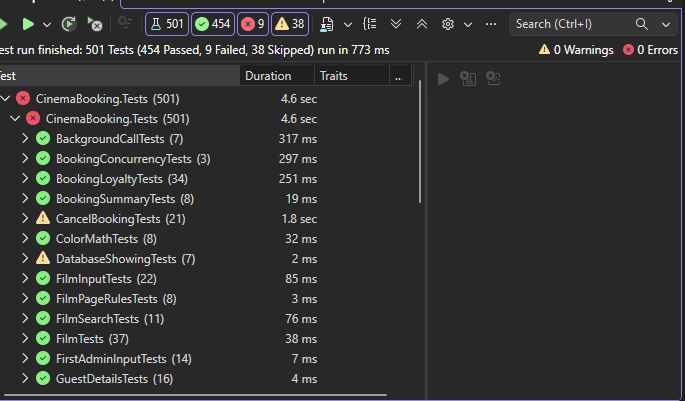 501 454 9 38 Search (Ctrl+I)
est run finished: 501 Tests (454 Passed, 9 Failed, 38 Skipped) run in 773 ms 0 Warnings 0 Errors
est Duration Traits ...
CinemaBooking.Tests (501) 4.6 sec
CinemaBooking.Tests (501) 4.6 sec
BackgroundCallTests (7) 317 ms
BookingConcurrencyTests (3) 297 ms
BookingLoyaltyTests (34) 251 ms
BookingSummaryTests (8) 19 ms
CancelBookingTests (21) 1.8 sec
ColorMathTests (8) 32 ms
DatabaseShowingTests (7) 2 ms
FilmInputTests (22) 85 ms
FilmPageRulesTests (8) 3 ms
FilmSearchTests (11) 76 ms
FilmTests (37) 38 ms
FirstAdminInputTests (14) 7 ms
GuestDetailsTests (16) 4 ms